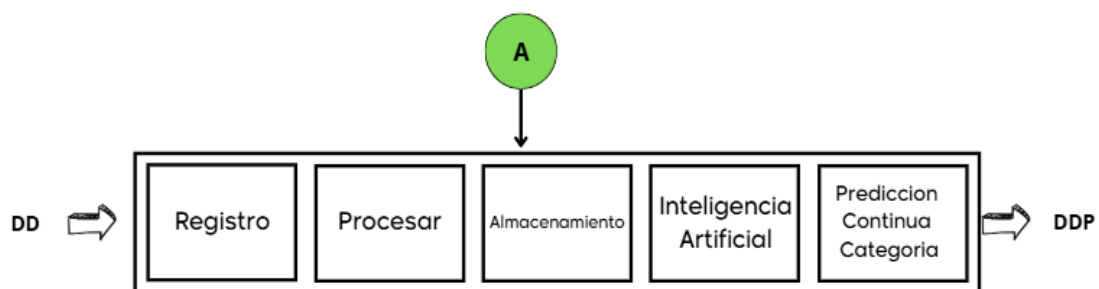 A
DD
Registro
Procesar
Almacenamiento
Inteligencia
Artificial
Prediccion
Continua
Categoria
DDP